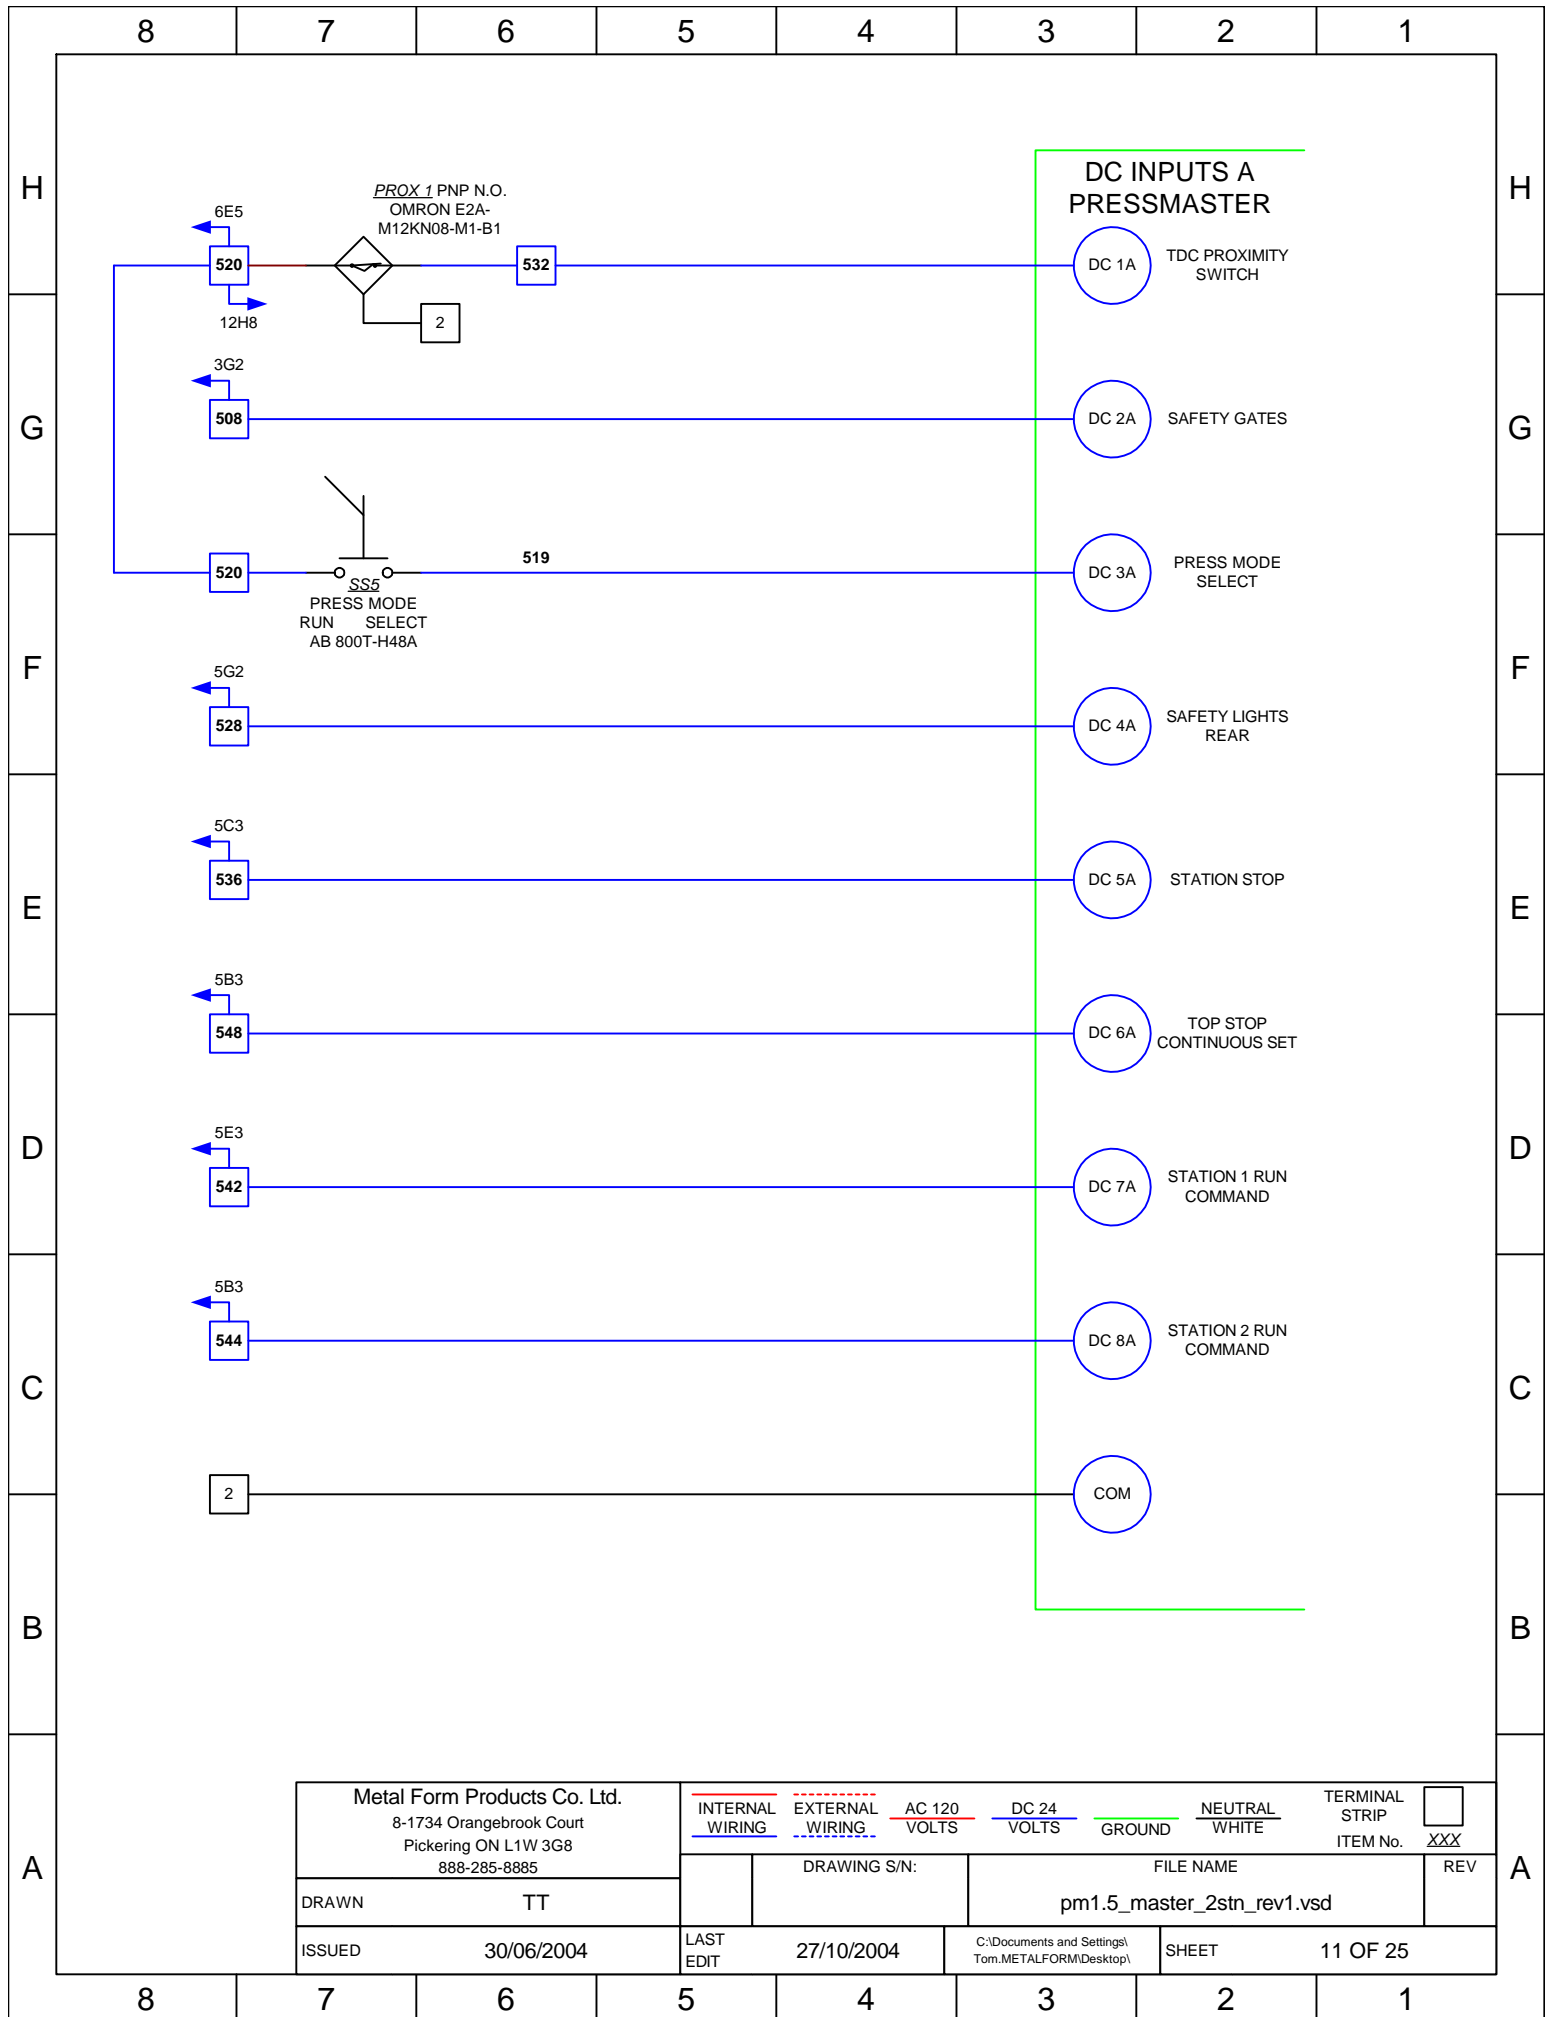 8 7 6 5 4 3 2 1
H H
DC INPUTS A
PRESSMASTER
PROX 1 PNP N.O.
OMRON E2A-
M12KN08-M1-B1
6E5
520
532
DC 1A
TDC PROXIMITY
SWITCH
12H8
2
3G2
G G
508
DC 2A
SAFETY GATES
519
520
DC 3A
PRESS MODE
SELECT
SS5
PRESS MODE
RUN SELECT
AB 800T-H48A
F F
5G2
528
DC 4A
SAFETY LIGHTS
REAR
5C3
536
DC 5A
STATION STOP
E E
5B3
548
DC 6A
TOP STOP
CONTINUOUS SET
D D
5E3
542
DC 7A
STATION 1 RUN
COMMAND
5B3
544
DC 8A
STATION 2 RUN
COMMAND
C C
2
COM
B B
A A
Metal Form Products Co. Ltd.
8-1734 Orangebrook Court
Pickering ON L1W 3G8
888-285-8885
INTERNAL
WIRING
EXTERNAL
WIRING
AC 120
VOLTS
DC 24
VOLTS
GROUND
NEUTRAL
WHITE
TERMINAL
STRIP
ITEM No. XXX
DRAWING S/N:
FILE NAME
REV
DRAWN TT
pm1.5_master_2stn_rev1.vsd
ISSUED 30/06/2004
LAST
EDIT
27/10/2004
C:\Documents and Settings\
Tom.METALFORM\Desktop\
SHEET 11 OF 25
8 7 6 5 4 3 2 1